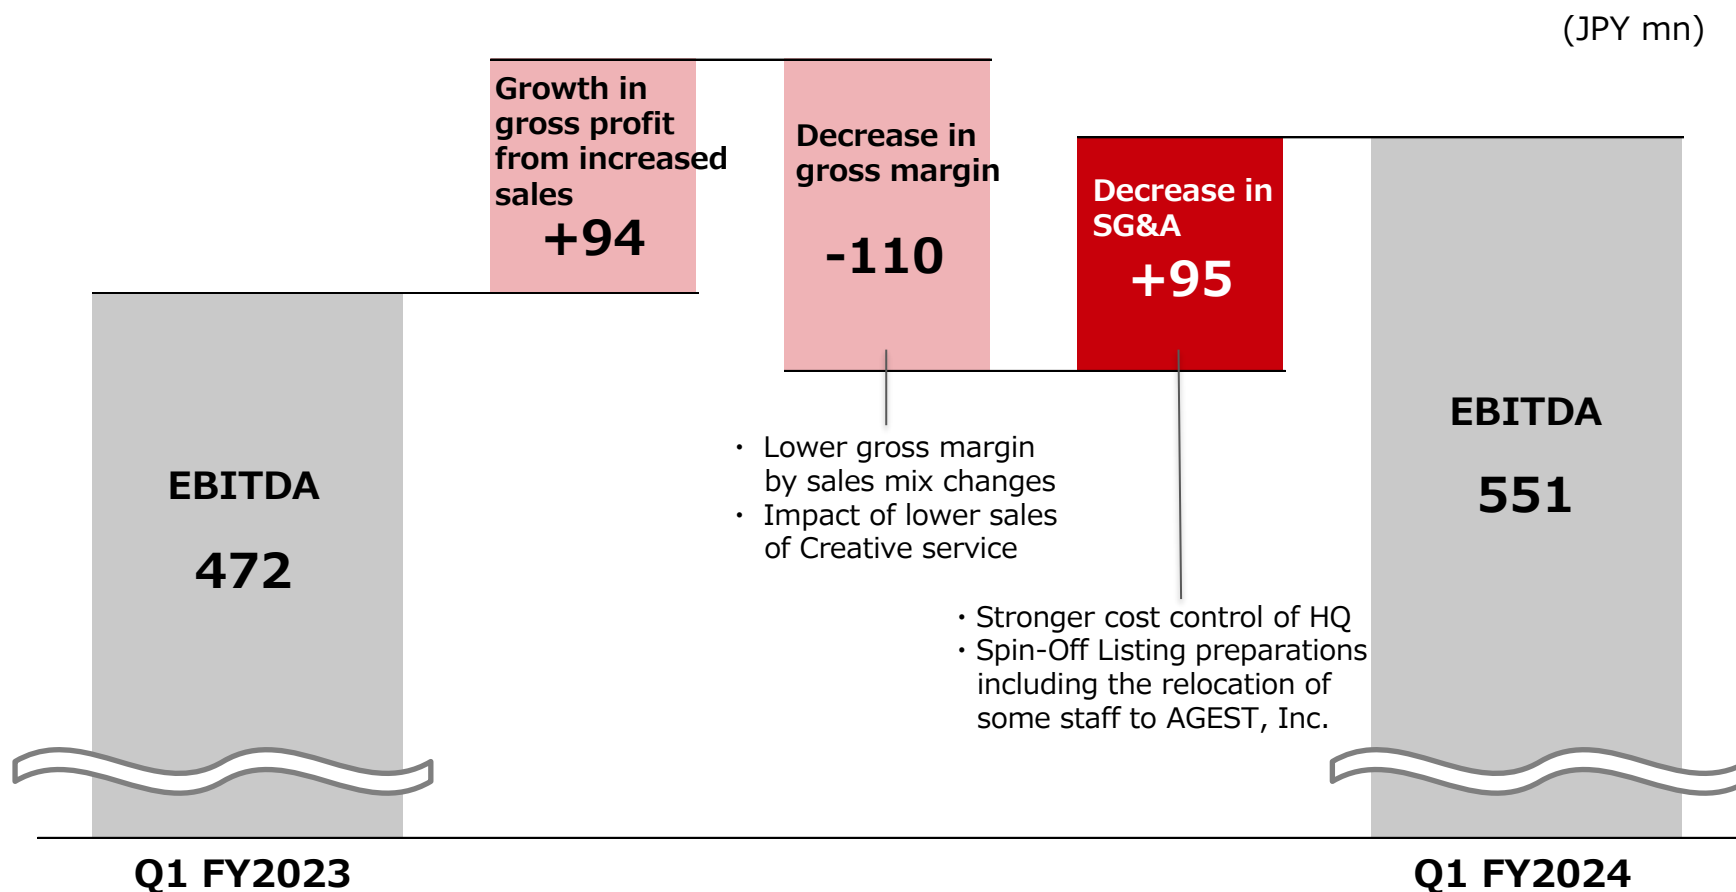 (JPY mn)
Growth in
gross profit
from increased
sales
+94
Decrease in
gross margin
-110
Decrease in
SG&A
+95
EBITDA
472
EBITDA
551
・ Lower gross margin
by sales mix changes
・ Impact of lower sales
of Creative service
・Stronger cost control of HQ
・Spin-Off Listing preparations
including the relocation of
some staff to AGEST, Inc.
Q1 FY2023
Q1 FY2024